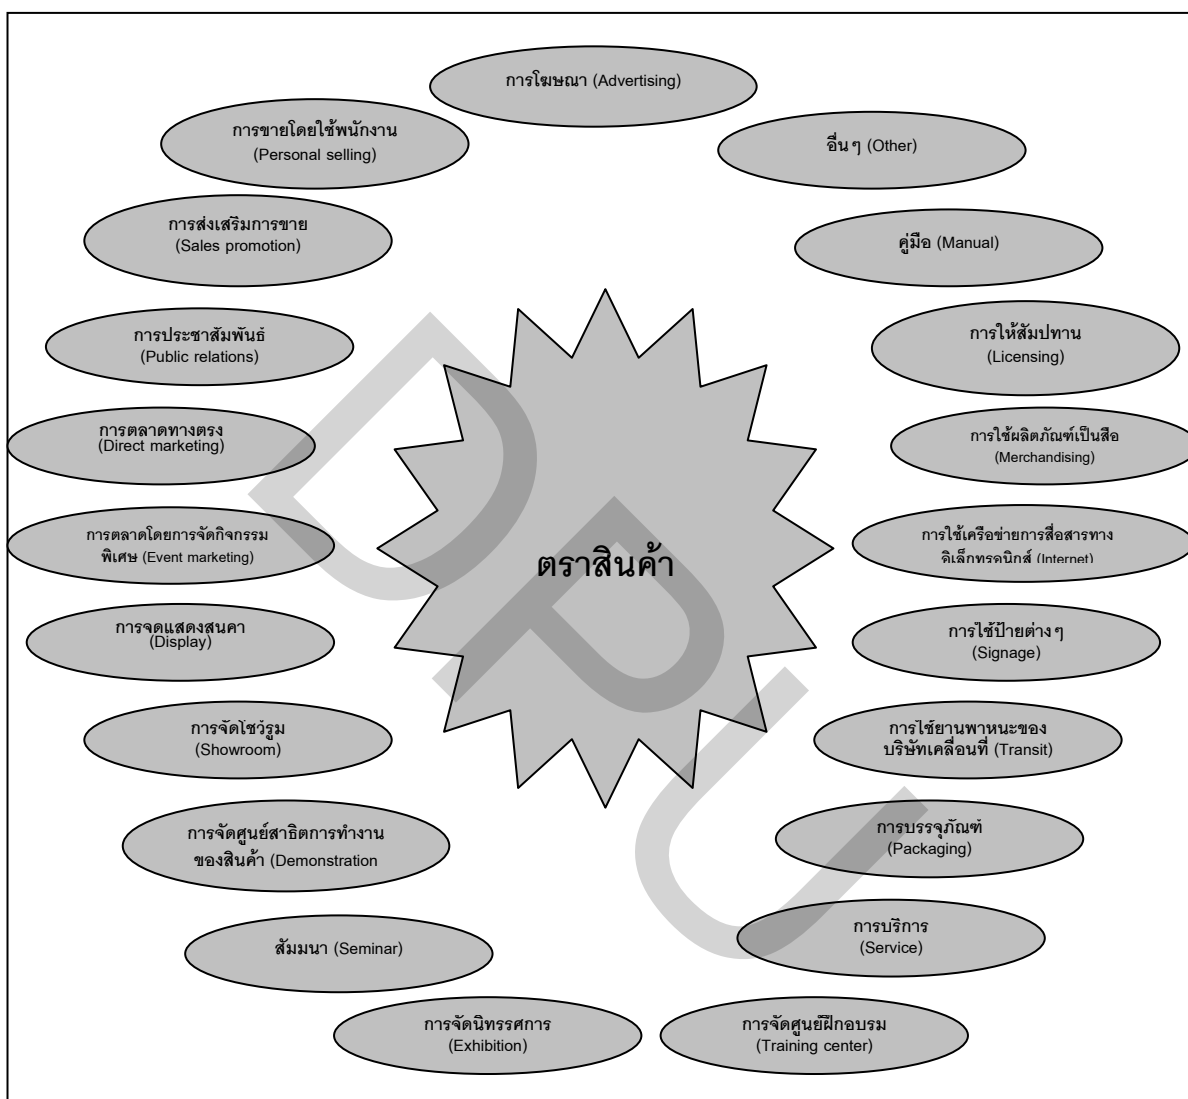 การโฆษณา (Advertising)
การขายโดยใช้พนักงาน
(Personal selling)
อื่น ๆ (Other)
การส่งเสริมการขาย
(Sales promotion)
คู่มือ (Manual)
การประชาสัมพันธ์
(Public relations)
การให้สัมปทาน
(Licensing)
การตลาดทางตรง
(Direct marketing)
การใช้ผลิตภัณฑ์เป็นสื่อ
(Merchandising)
การตลาดโดยการจัดกิจกรรม
พิเศษ (Event marketing)
การใช้เครือข่ายการสื่อสารทาง
อิเล็กทรอนิกส์ (Internet)
ตราสินค้า
การจดแสดงสนคา
(Display)
การใช้ป้ายต่าง ๆ
(Signage)
การจัดโชว์รูม
(Showroom)
การใช้ยานพาหนะของ
บริษัทเคลื่อนที่ (Transit)
การจัดศูนย์สาธิตการทำงาน
ของสินค้า (Demonstration
การบรรจุภัณฑ์
(Packaging)
สัมมนา (Seminar)
การบริการ
(Service)
การจัดนิทรรศการ
(Exhibition)
การจัดศูนย์ฝึกอบรม
(Training center)
DPU